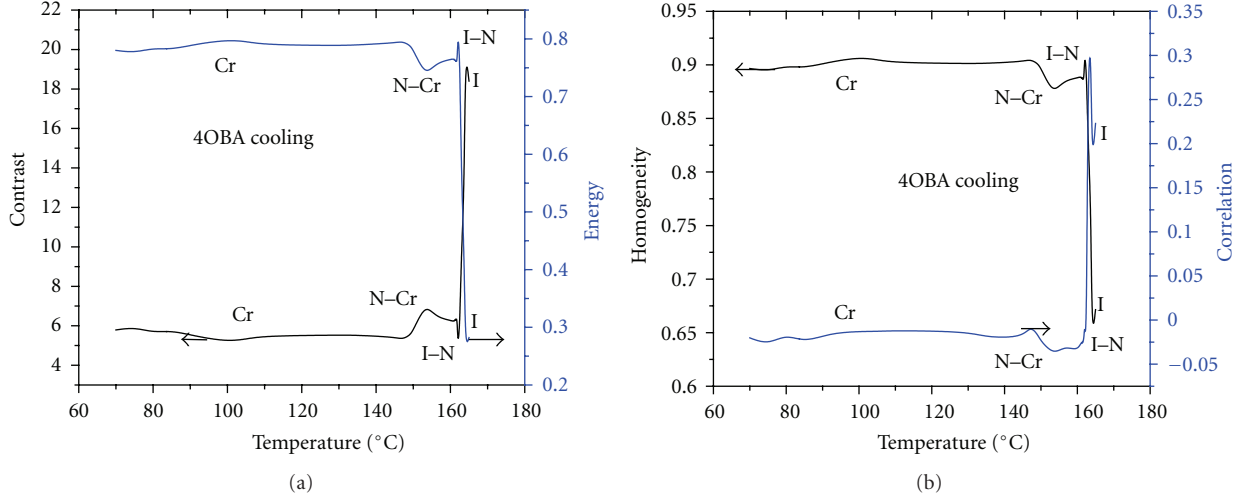 22
20
18
16
14
12
10
8
6
4
Contrast
Cr
N–Cr
I–N
I
4OBA cooling
Cr
N–Cr
I–N
I
0.8
0.7
0.8
0.5
0.4
0.3
0.2
Energy
60
80
100
120
140
160
180
Temperature (°C)
(a)
0.95
0.9
0.85
0.8
0.75
0.7
0.65
0.6
Homogeneity
Cr
N–Cr
I–N
I
4OBA cooling
Cr
N–Cr
I–N
I
0.35
0.3
0.25
0.2
0.3
0.1
0.05
0
−0.05
Correlation
60
80
100
120
140
160
180
Temperature (°C)
(b)